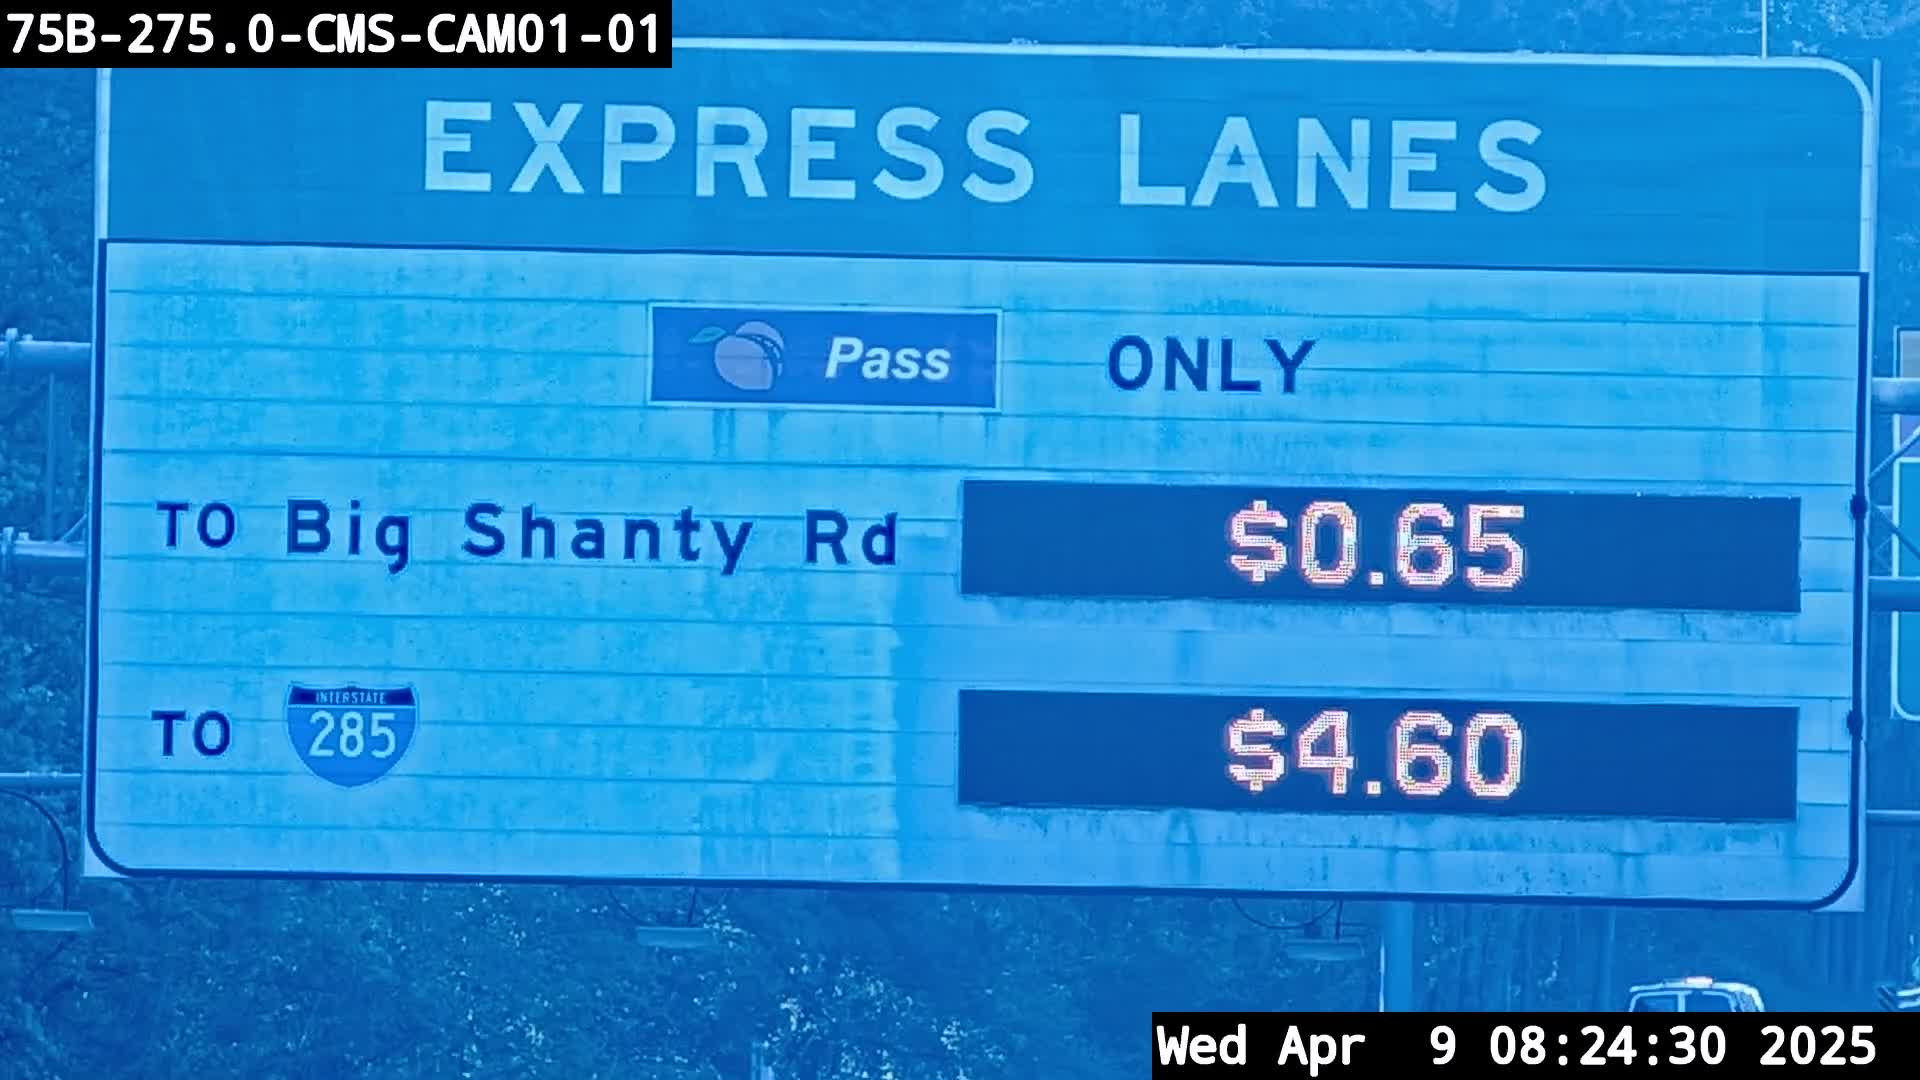 75B-275.0-CMS-CAM01-01
EXPRESS LANES
Pass ONLY
TO Big Shanty Rd $0.65
INTERSTATE
TO 285 $4.60
Wed Apr 9 08:24:30 2025